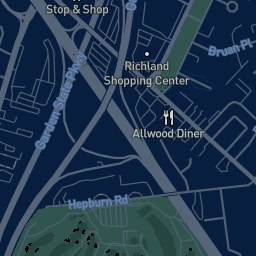 Stop & Shop
G
Richland
Shopping Center
Bruan Pl
Garden State Pkwy
Allwood Diner
Hepburn Rd